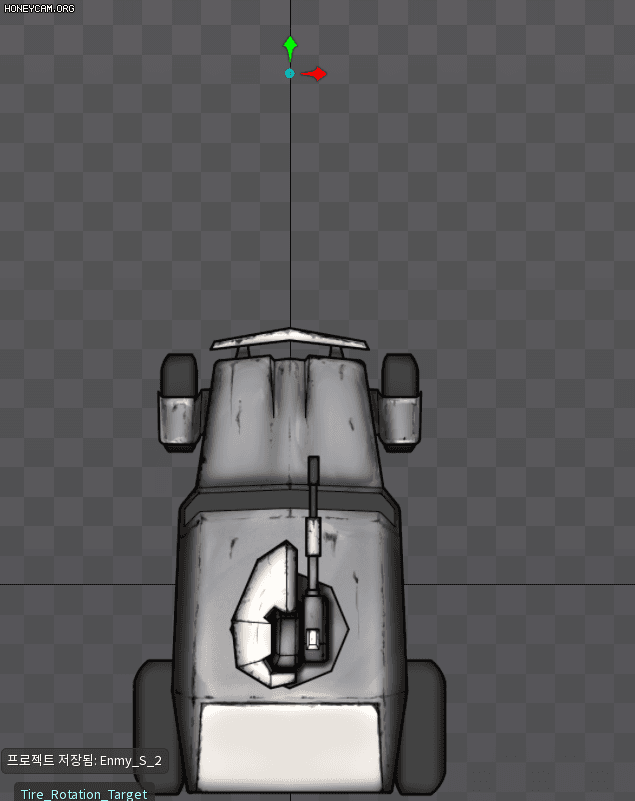 HONEYCAM.ORG
프로젝트 저장됨: Enmy_S_2
Tire_Rotation_Target